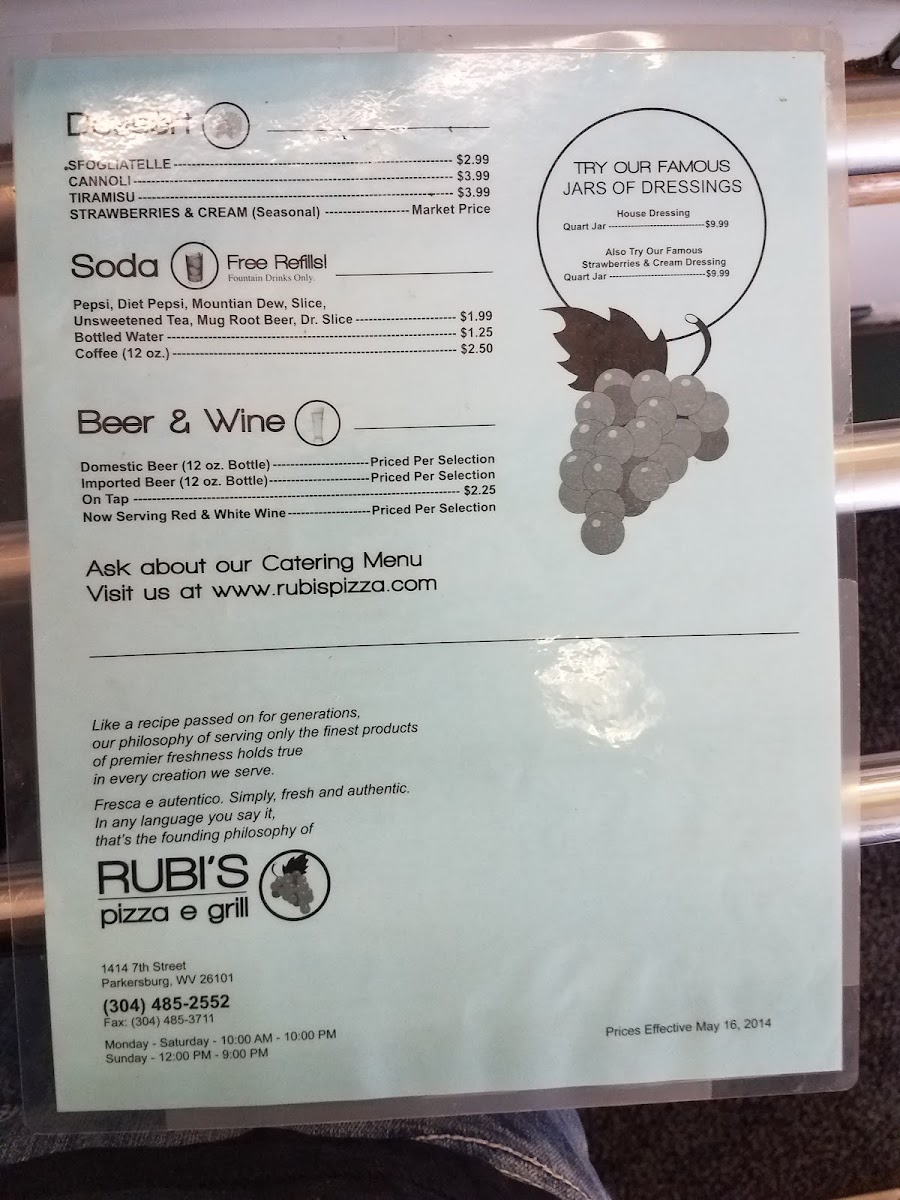 Dessert
SFOGLIATELLE ---------- $2.99
CANNOLI ---------- $3.99
TIRAMISU ---------- $3.99
STRAWBERRIES & CREAM (Seasonal) ---------- Market Price
Soda Free Refills!
Fountain Drinks Only.
Pepsi, Diet Pepsi, Mountian Dew, Slice,
Unsweetened Tea, Mug Root Beer, Dr. Slice ---------- $1.99
Bottled Water ---------- $1.25
Coffee (12 oz.) ---------- $2.50
Beer & Wine
Domestic Beer (12 oz. Bottle) ---------- Priced Per Selection
Imported Beer (12 oz. Bottle) ---------- Priced Per Selection
On Tap ---------- $2.25
Now Serving Red & White Wine ---------- Priced Per Selection
Ask about our Catering Menu
Visit us at www.rubispizza.com
TRY OUR FAMOUS
JARS OF DRESSINGS
House Dressing
Quart Jar ---------- $9.99
Also Try Our Famous
Strawberries & Cream Dressing
Quart Jar ---------- $9.99
Like a recipe passed on for generations,
our philosophy of serving only the finest products
of premier freshness holds true
in every creation we serve.
Fresca e autentico. Simply, fresh and authentic.
In any language you say it,
that's the founding philosophy of
RUBI'S
pizza e grill
1414 7th Street
Parkersburg, WV 26101
(304) 485-2552
Fax: (304) 485-3711
Monday - Saturday - 10:00 AM - 10:00 PM
Sunday - 12:00 PM - 9:00 PM
Prices Effective May 16, 2014